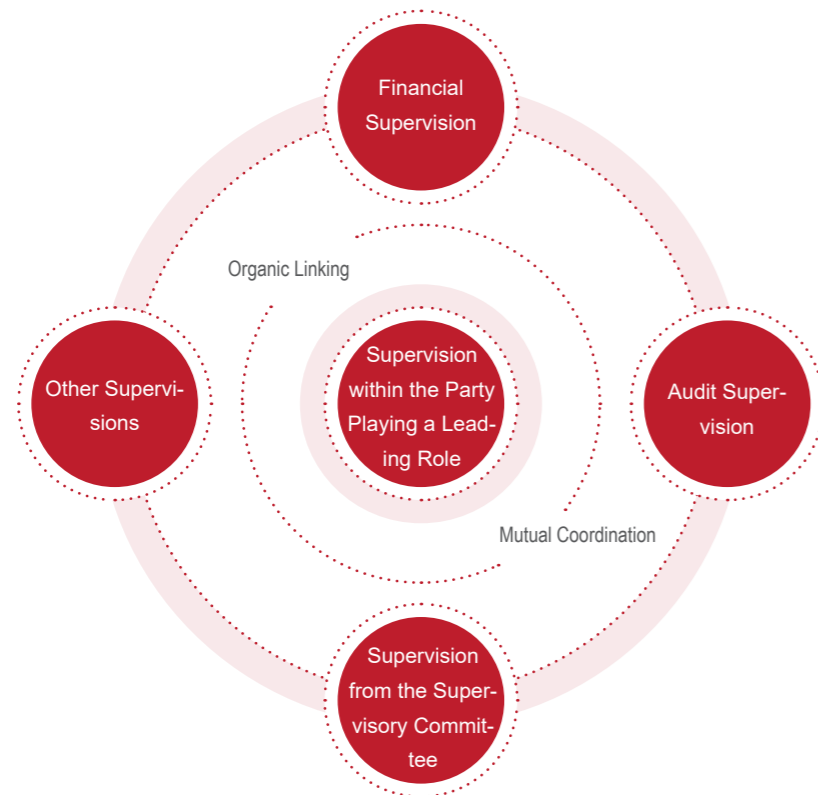 Financial
Supervision
Organic Linking
Other Supervi-
sions
Supervision
within the Party
Playing a Lead-
ing Role
Audit Super-
vision
Mutual Coordination
Supervision
from the Super-
visory Commit-
tee